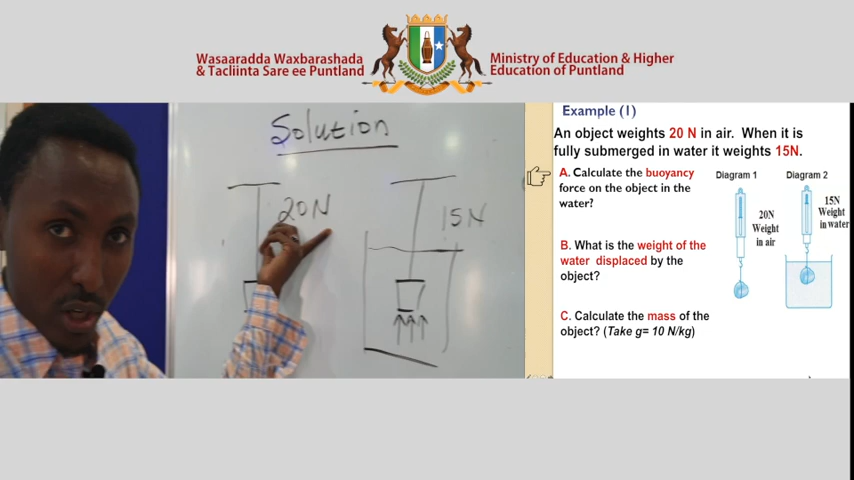 Wasaaradda Waxbarashada
& Tacliinta Sare ee Puntland
Ministry of Education & Higher
Education of Puntland
Solution
20N
15N
Example (1)
An object weights 20 N in air. When it is
fully submerged in water it weights 15N.
A. Calculate the buoyancy
force on the object in the
water?
B. What is the weight of the
water displaced by the
object?
C. Calculate the mass of the
object? (Take g= 10 N/kg)
Diagram 1
20N
Weight
in air
Diagram 2
15N
Weight
in water